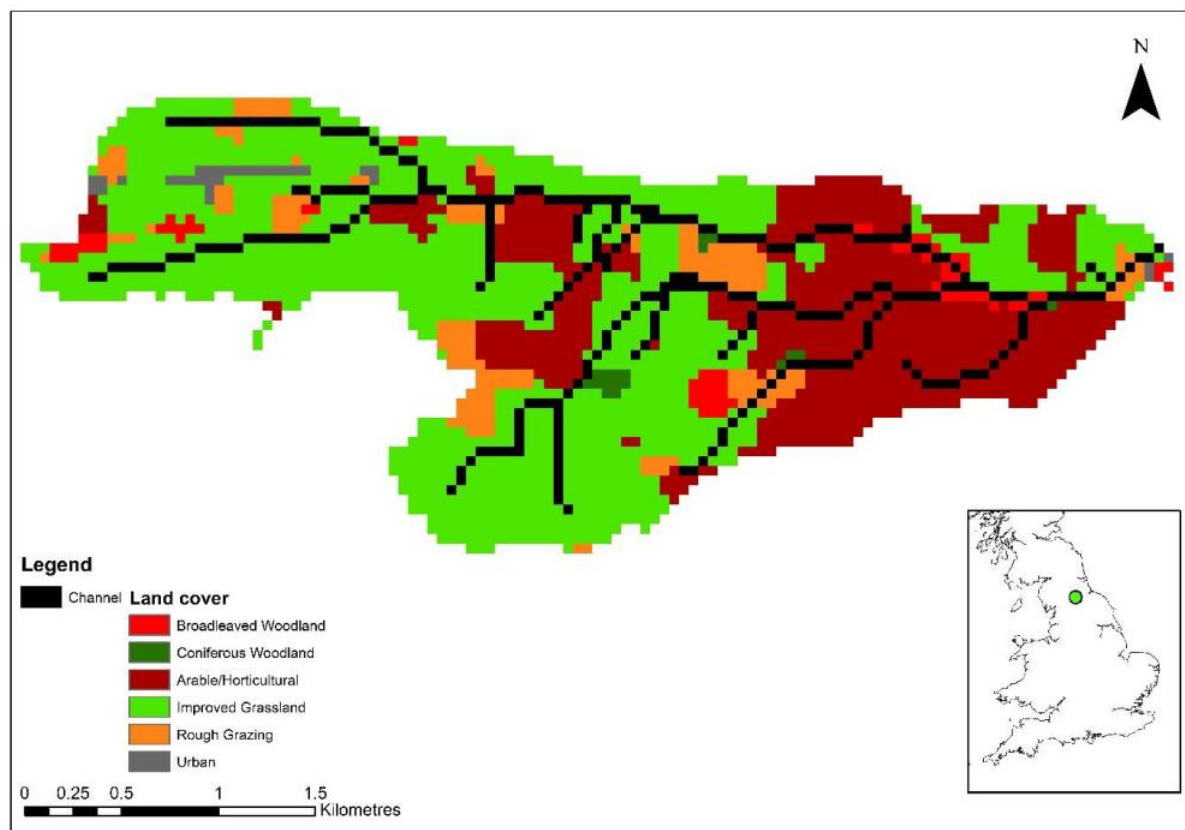 N
Legend
Channel
Land cover
Broadleaved Woodland
Coniferous Woodland
Arable/Horticultural
Improved Grassland
Rough Grazing
Urban
0 0.25 0.5 1 1.5
Kilometres